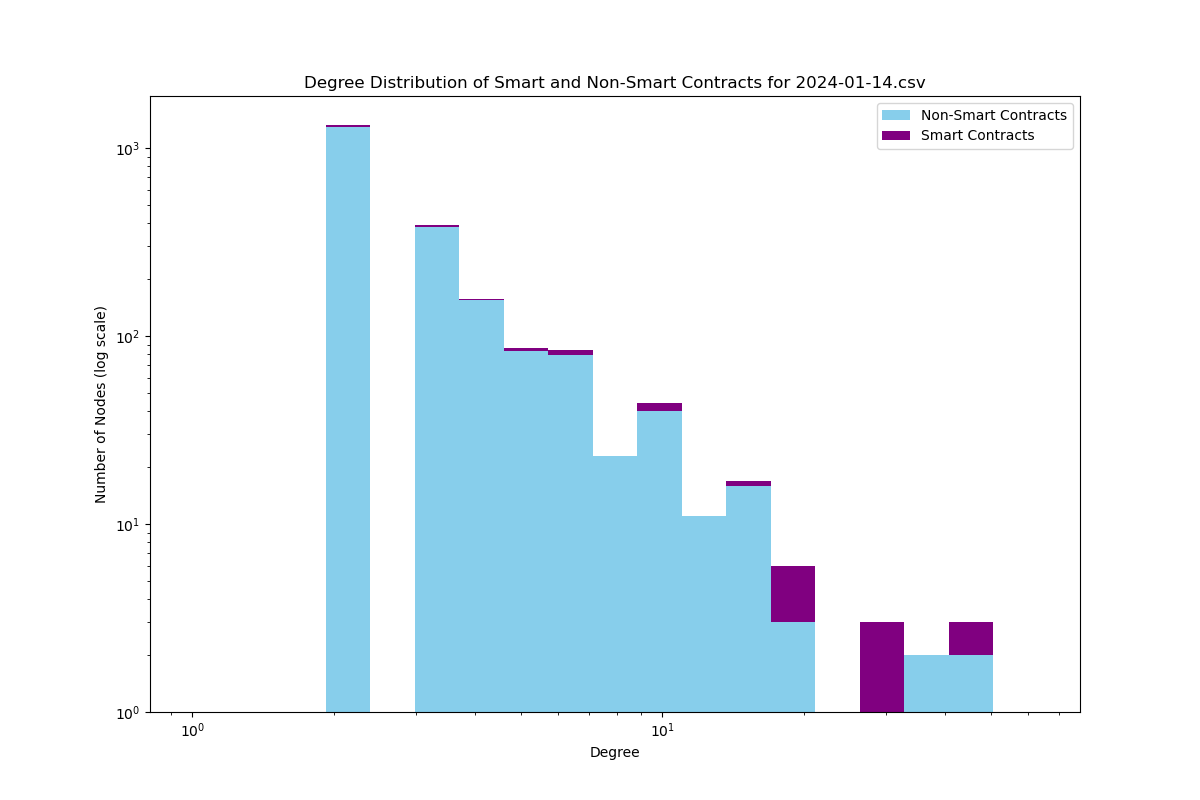 Degree Distribution of Smart and Non-Smart Contracts for 2024-01-14.csv
Non-Smart Contracts
Smart Contracts
Number of Nodes (log scale)
10³
10²
10¹
10⁰
10⁰ 10¹
Degree